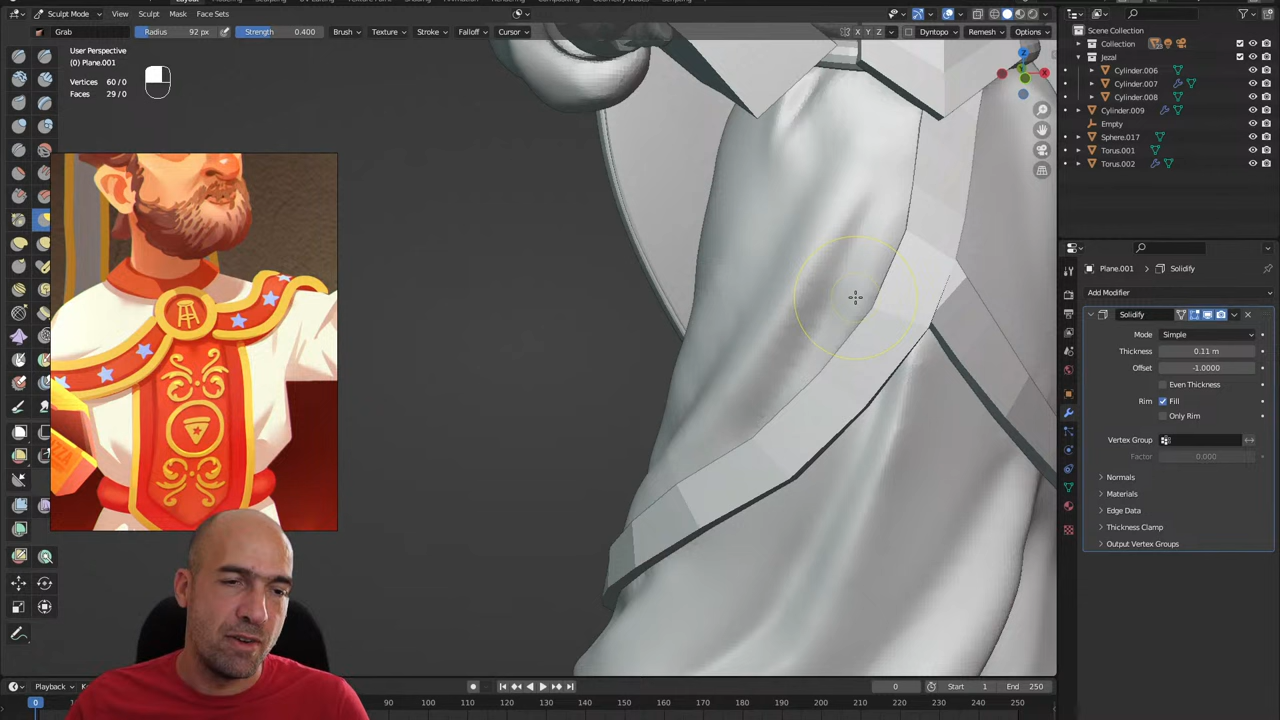 Sculpt Mode View Sculpt Mask Face Sets
Grab Radius 92 px Strength 0.400 Brush Texture Stroke Falloff Cursor X Y Z Dyntopo Remesh Options
User Perspective
(0) Plane.001
Vertices 60/0
Faces 29/0
Scene Collection
Collection
Jezal
Cylinder.006
Cylinder.007
Cylinder.008
Cylinder.009
Empty
Sphere.017
Torus.001
Torus.002
Plane.001 Solidify
Add Modifier
Solidify
Mode Simple
Thickness 0.11 m
Offset -1.0000
Even Thickness
Rim Fill
Only Rim
Vertex Group
Factor 0.000
Normals
Materials
Edge Data
Thickness Clamp
Output Vertex Groups
Playback 0 Start 1 End 250
0 90 100 110 120 130 140 150 160 170 180 190 200 210 220 230 240 250